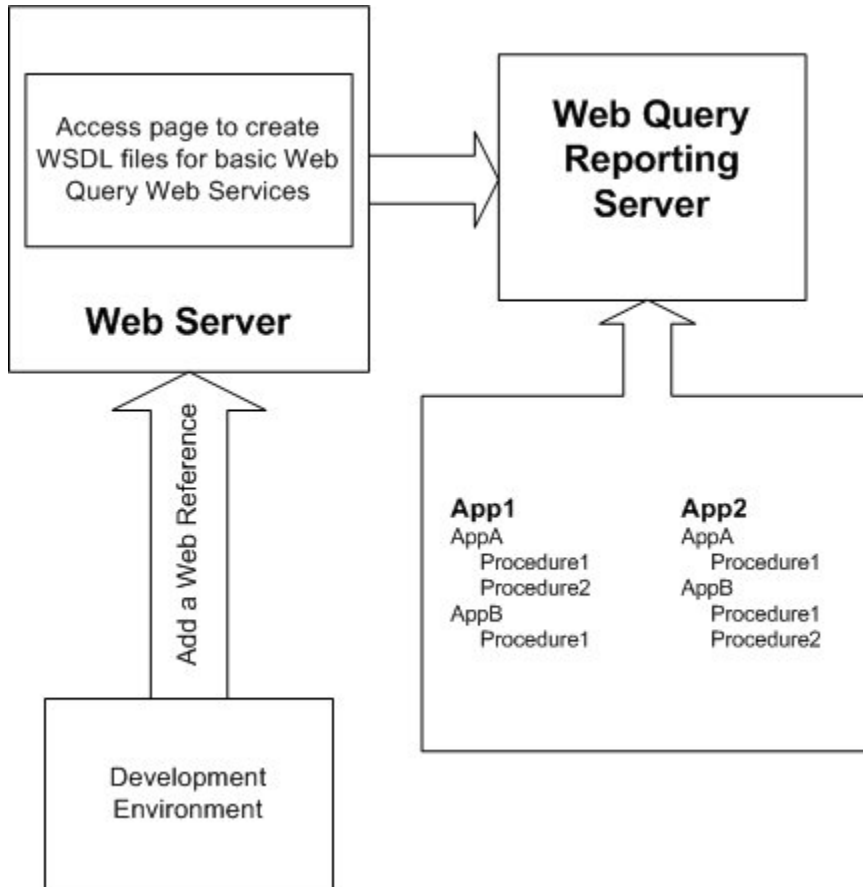 Access page to create
WSDL files for basic Web
Query Web Services
Web Server
Web Query
Reporting
Server
Add a Web Reference
App1
AppA
Procedure1
Procedure2
AppB
Procedure1
App2
AppA
Procedure1
AppB
Procedure1
Procedure2
Development
Environment